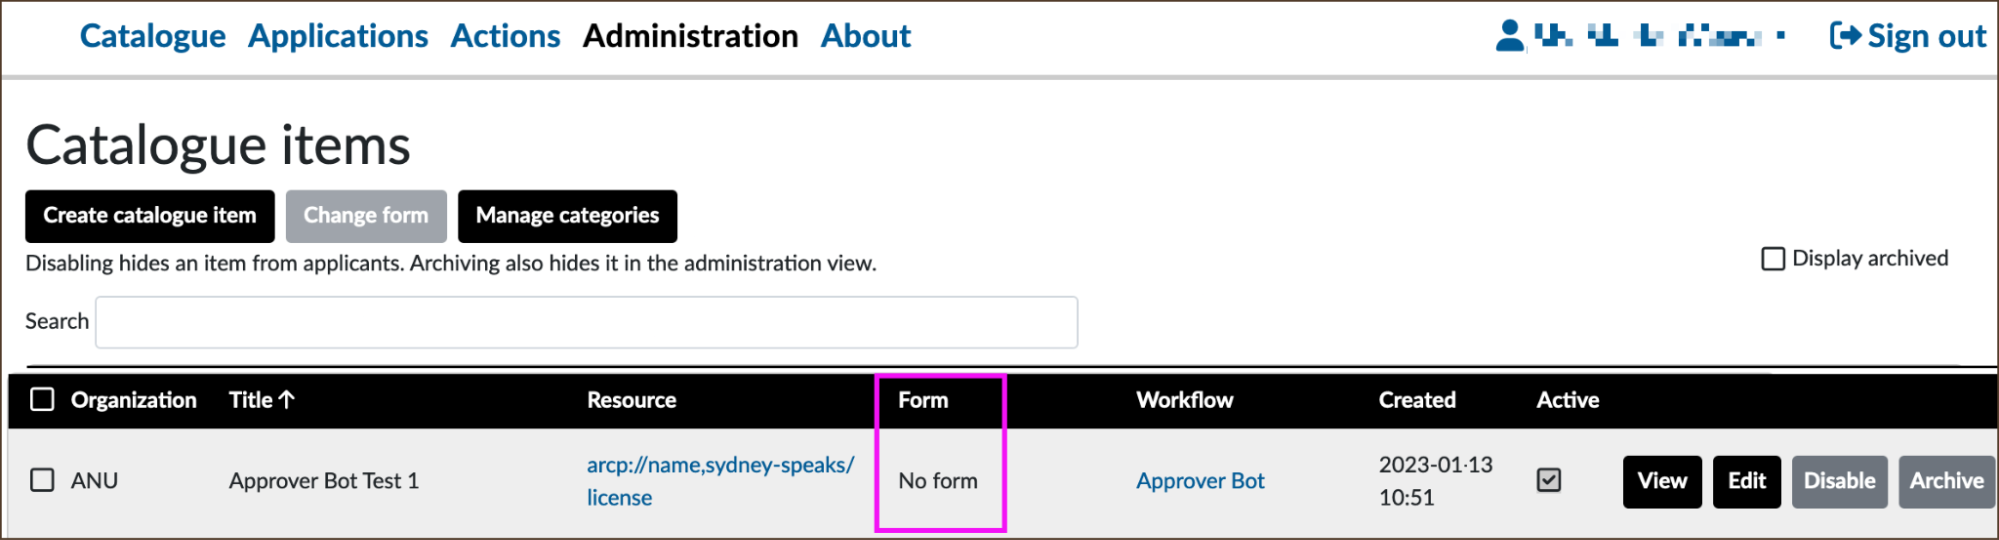 Catalogue Applications Actions Administration About Sign out
Catalogue items
Create catalogue item Change form Manage categories
Disabling hides an item from applicants. Archiving also hides it in the administration view.
Display archived
Search
Organization Title↑ Resource Form Workflow Created Active
ANU Approver Bot Test 1 arcp://name,sydney-speaks/ No form Approver Bot 2023-01-13 View Edit Disable Archive
license 10:51